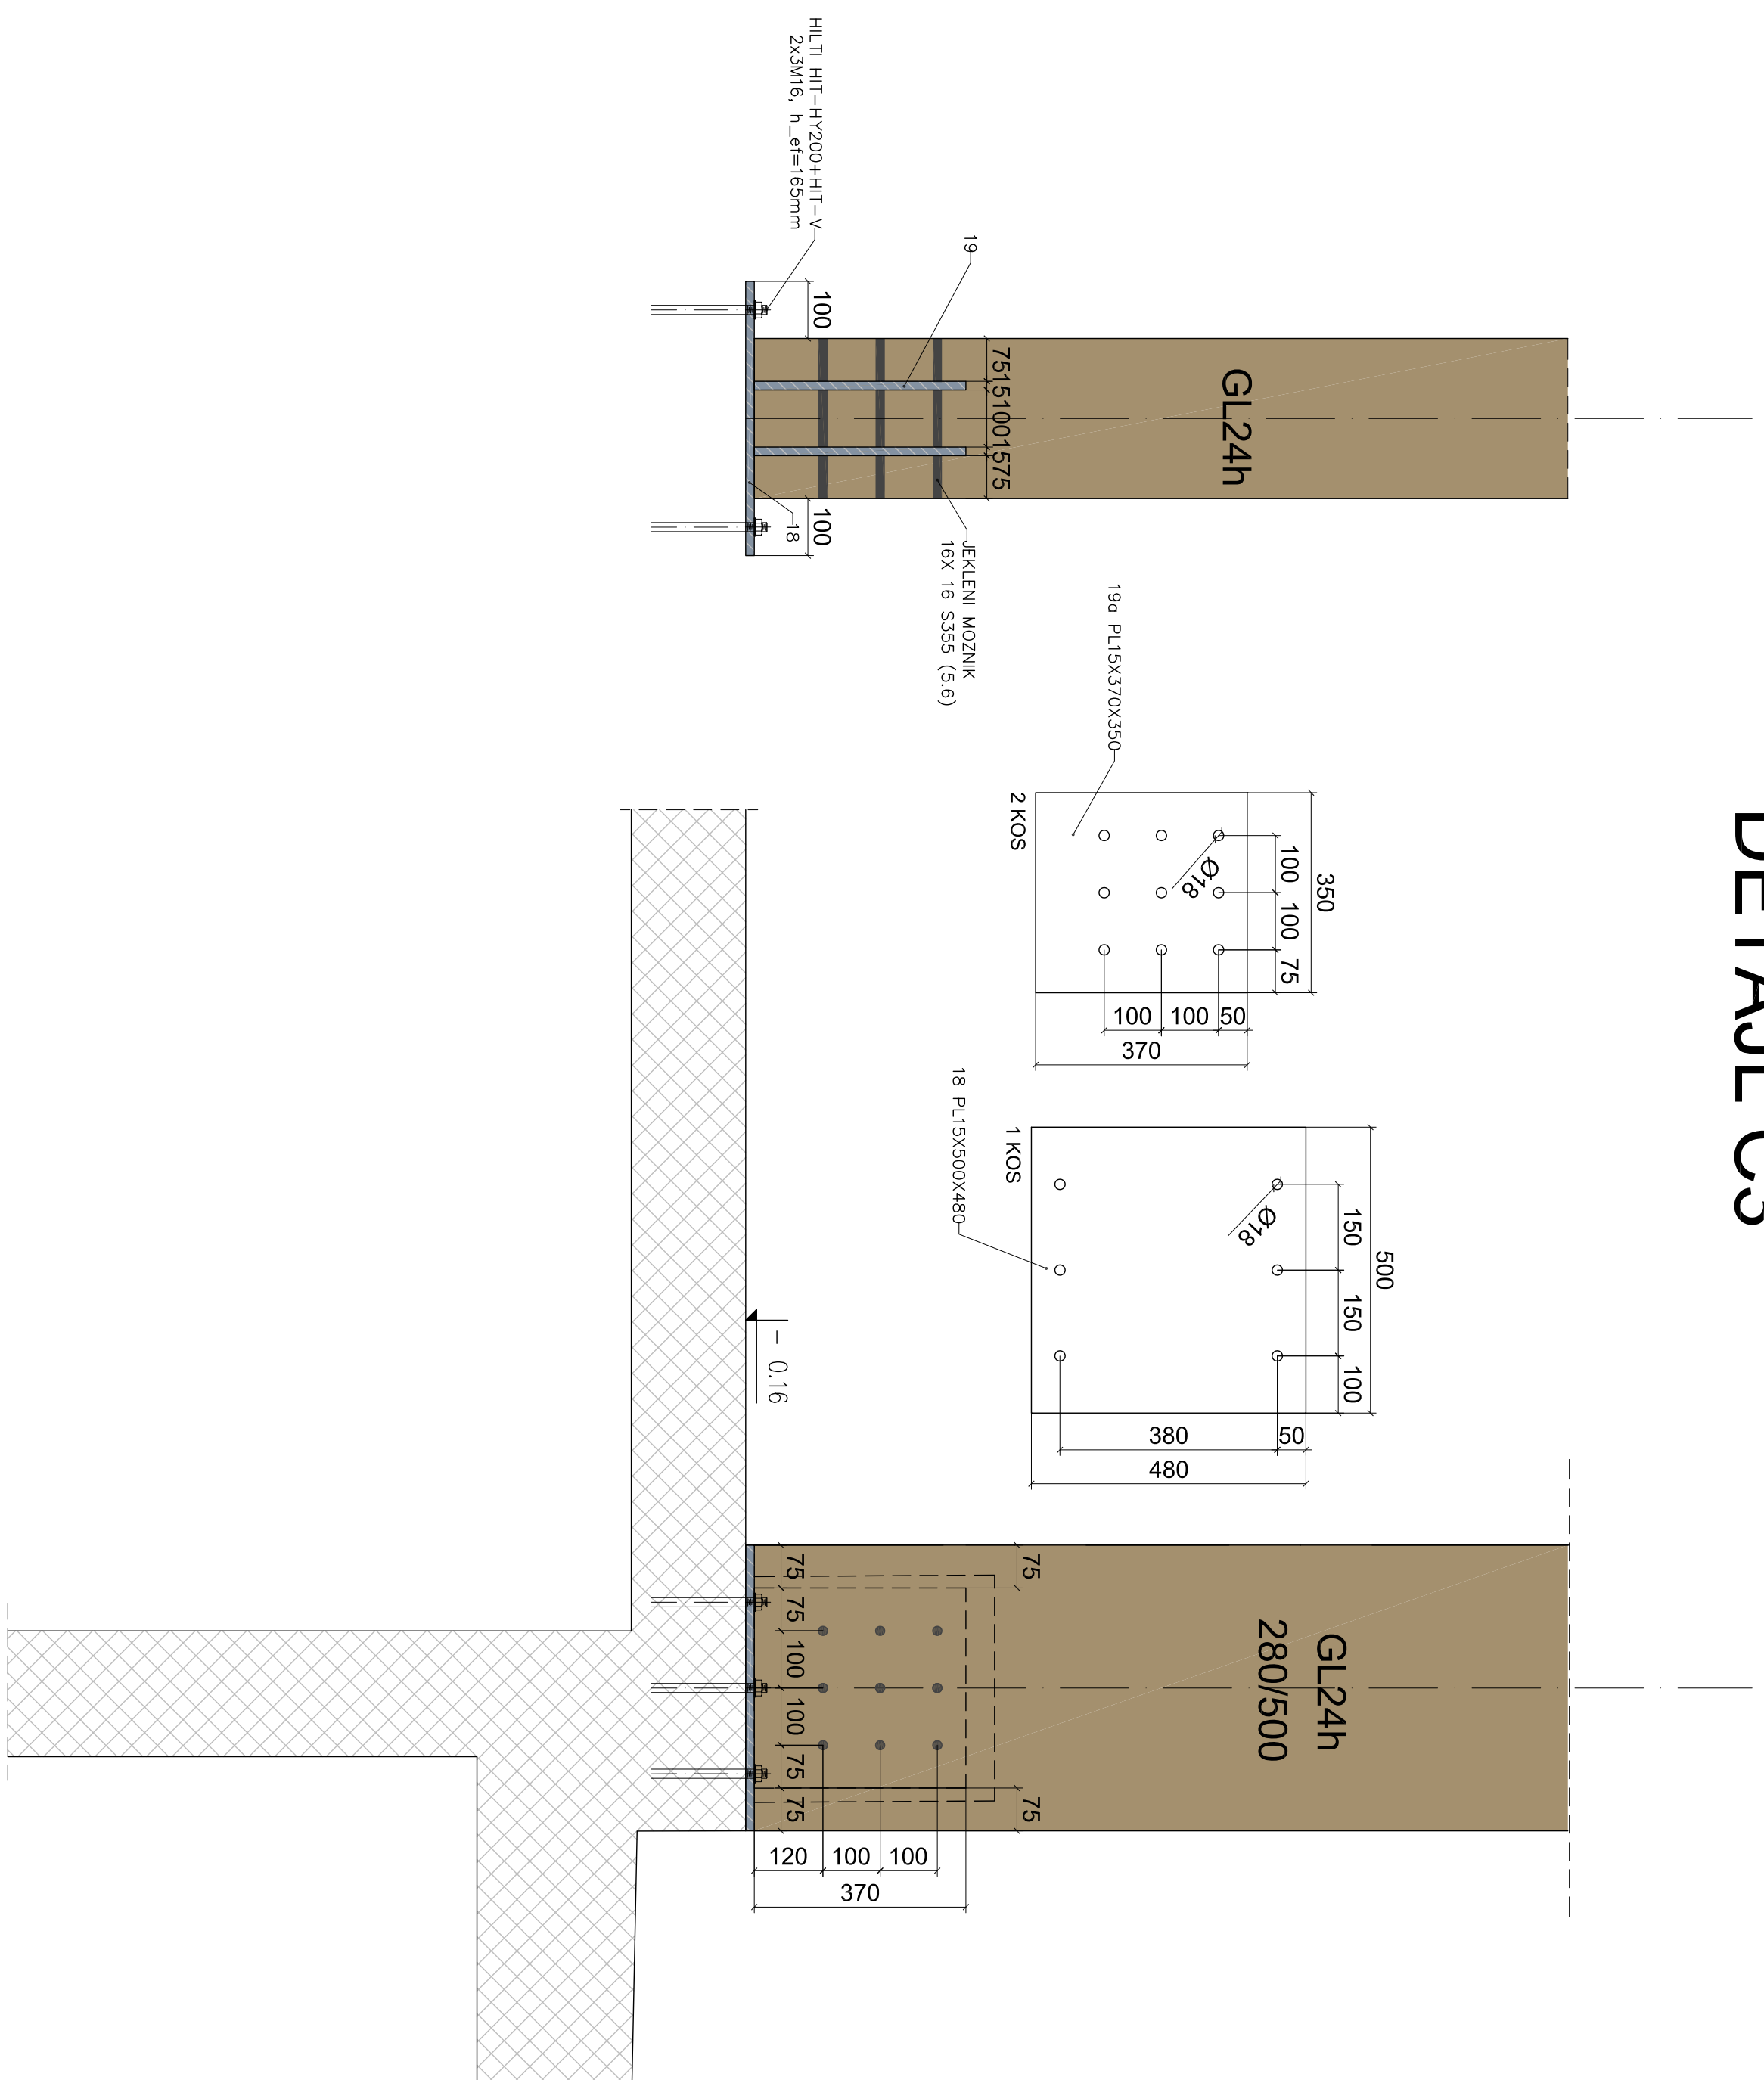 DETAJL C3
GL24h
75
15
100
15
75
19
100
100
18
HILTI HIT-HY200+HIT-V
2x3M16, h_ef=165mm
JEKLENI MOZNIK
16X 16 S355 (5.6)
350
100
100
75
Ø18
50
100
100
370
19a PL15X370X350
2 KOS
500
150
150
100
Ø18
50
380
480
18 PL15X500X480
1 KOS
- 0.16
GL24h
280/500
75
75
75
75
100
100
75
75
100
100
120
370